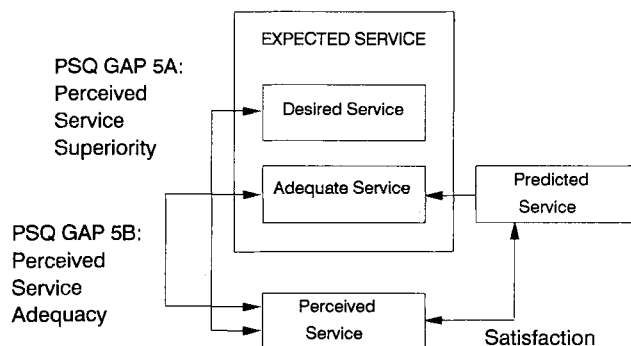 EXPECTED SERVICE
PSQ GAP 5A:
Perceived
Service
Superiority
Desired Service
Adequate Service
Predicted
Service
PSQ GAP 5B:
Perceived
Service
Adequacy
Perceived
Service
Satisfaction